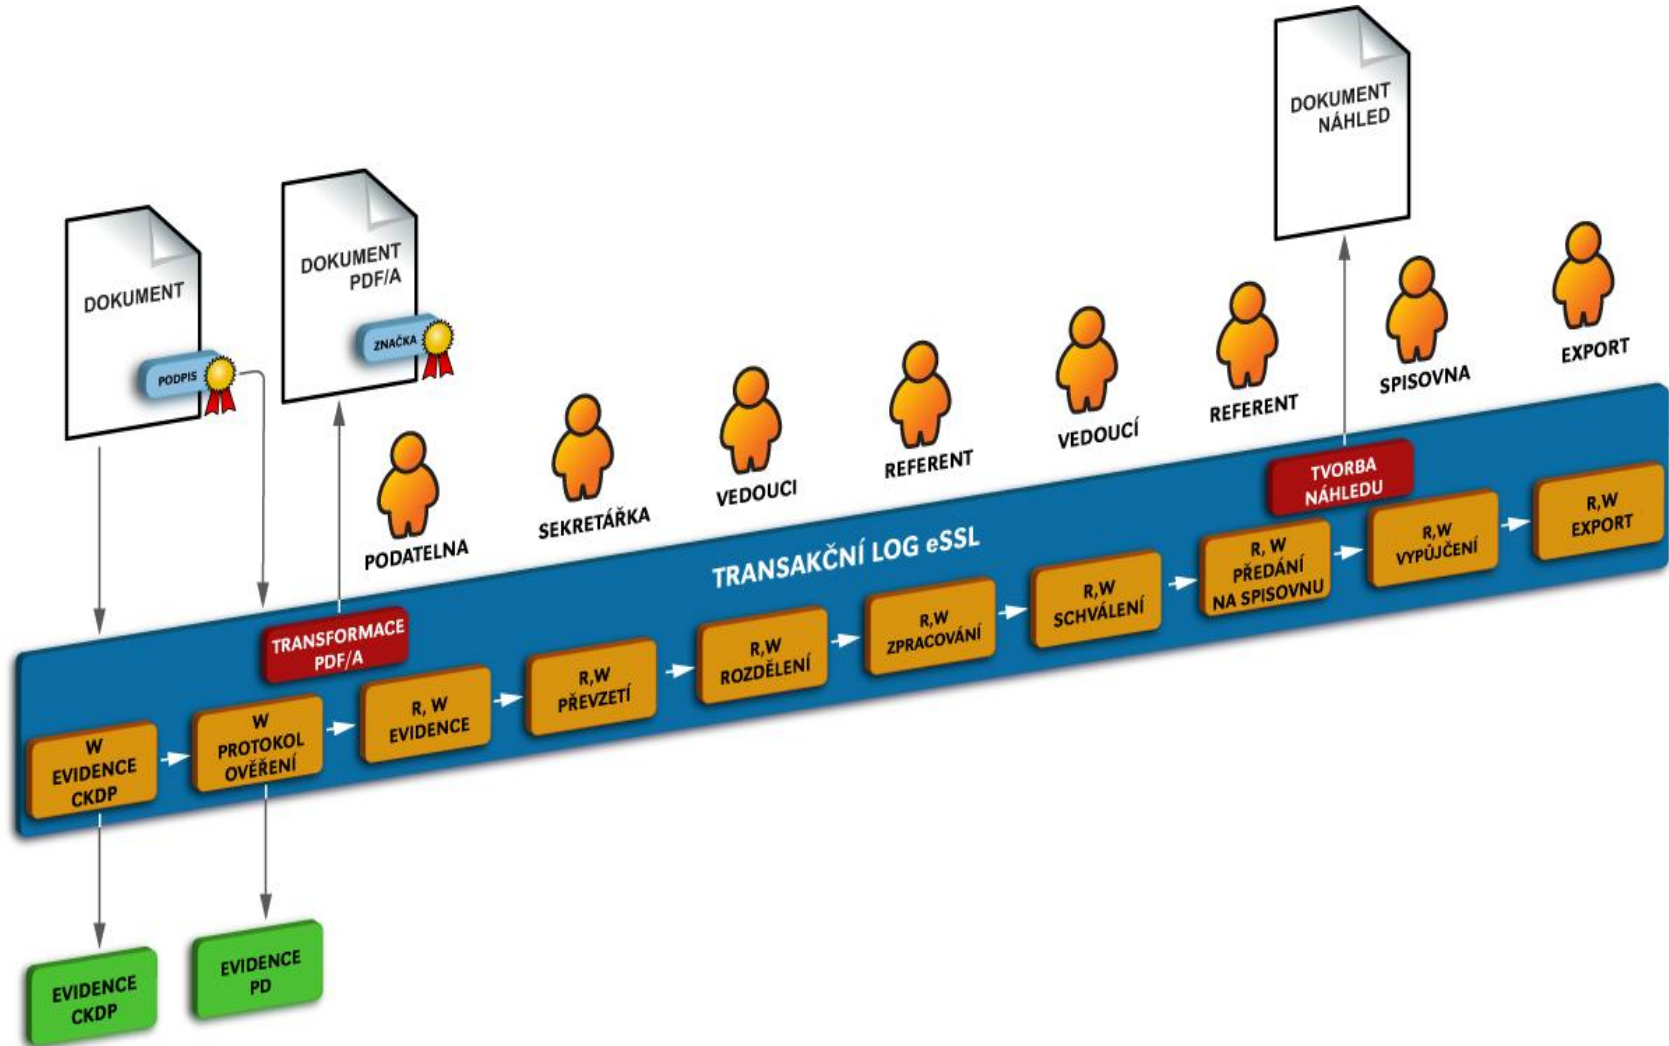 DOKUMENT
NÁHLED
DOKUMENT
PDF/A
ZNAČKA
DOKUMENT
PODPIS
PODATELNA
SEKRETÁŘKA
VEDOUCI
REFERENT
VEDOUCÍ
REFERENT
SPISOVNA
EXPORT
TRANSAKČNÍ LOG eSSL
TRANSFORMACE
PDF/A
TVORBA
NÁHLEDU
W
EVIDENCE
CKDP
W
PROTOKOL
OVĚŘENÍ
R, W
EVIDENCE
R,W
PŘEVZETÍ
R,W
ROZDĚLENÍ
R,W
ZPRACOVÁNÍ
R,W
SCHVÁLENÍ
R, W
PŘEDÁNÍ
NA SPISOVNU
R,W
VYPŮJČENÍ
R,W
EXPORT
EVIDENCE
CKDP
EVIDENCE
PD